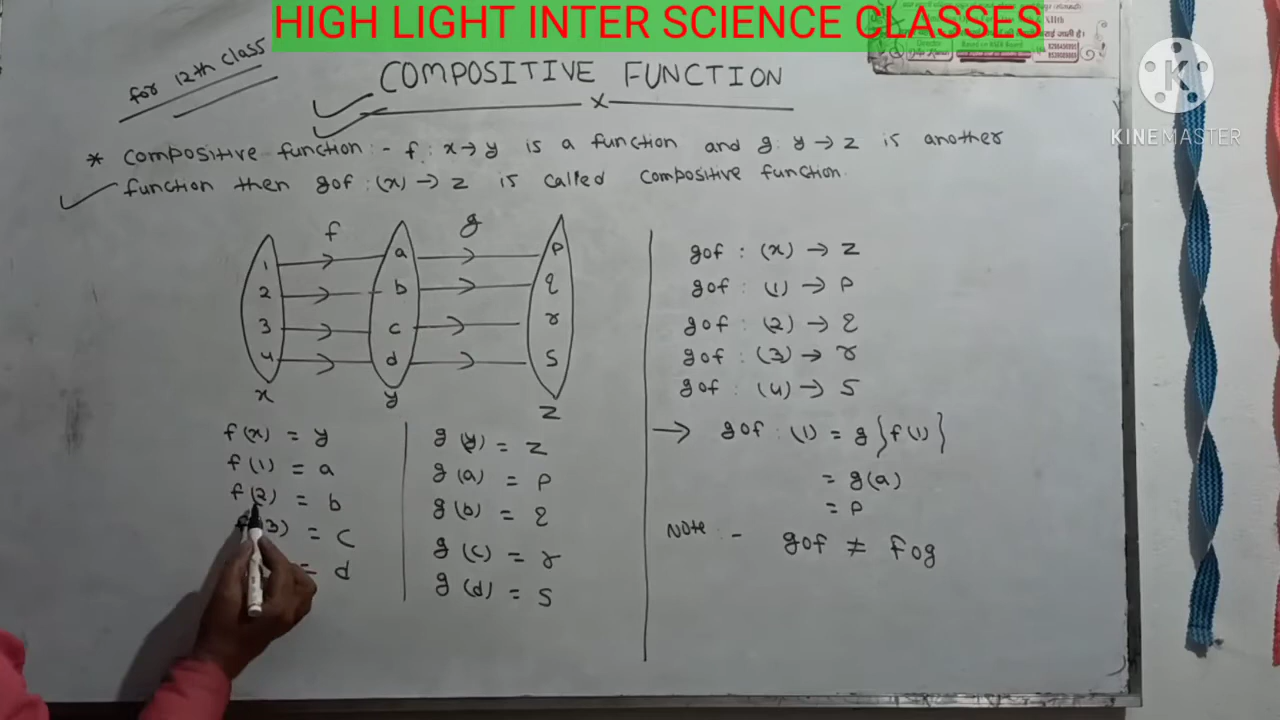 HIGH LIGHT INTER SCIENCE CLASSES
KINEMASTER
for 12th class
COMPOSITIVE FUNCTION
* Compositive function :- f : x → y is a function and g : y → z is another
function then gof : (x) → z is called compositive function.
f g
1 a p
2 b q
3 c r
4 d s
x y z
f(x) = y
f(1) = a
f(2) = b
(3) = c
= d
g(y) = z
g(a) = p
g(b) = q
g(c) = r
g(d) = s
gof : (x) → z
gof : (1) → p
gof : (2) → q
gof : (3) → r
gof : (4) → s
→ gof : (1) = g{f(1)}
= g(a)
= p
Note :- gof ≠ fog